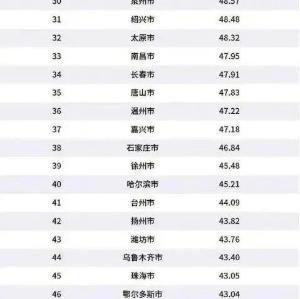 30 泉州市 48.57
31 绍兴市 48.48
32 太原市 48.32
33 南昌市 47.95
34 长春市 47.91
35 唐山市 47.83
36 温州市 47.22
37 嘉兴市 47.18
38 石家庄市 46.84
39 徐州市 45.48
40 哈尔滨市 45.21
41 台州市 44.09
42 扬州市 43.82
43 潍坊市 43.76
44 乌鲁木齐市 43.40
45 珠海市 43.05
46 鄂尔多斯市 43.04